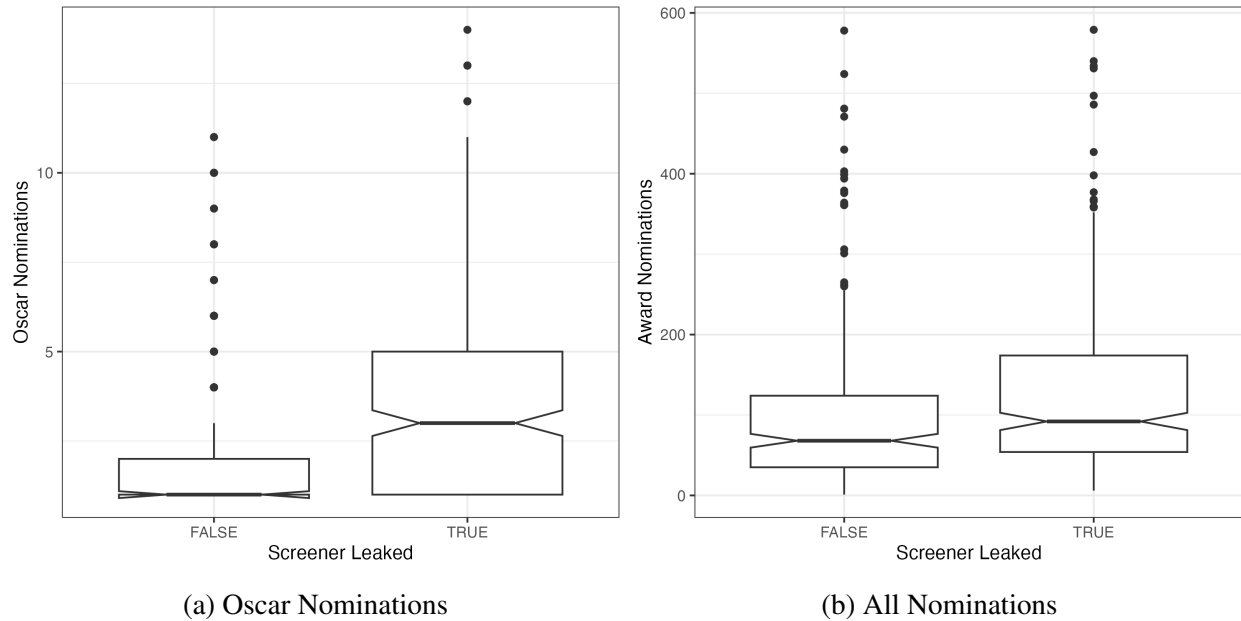 Oscar Nominations
10
5
FALSE
TRUE
Screener Leaked
(a) Oscar Nominations
Award Nominations
600
400
200
0
FALSE
TRUE
Screener Leaked
(b) All Nominations